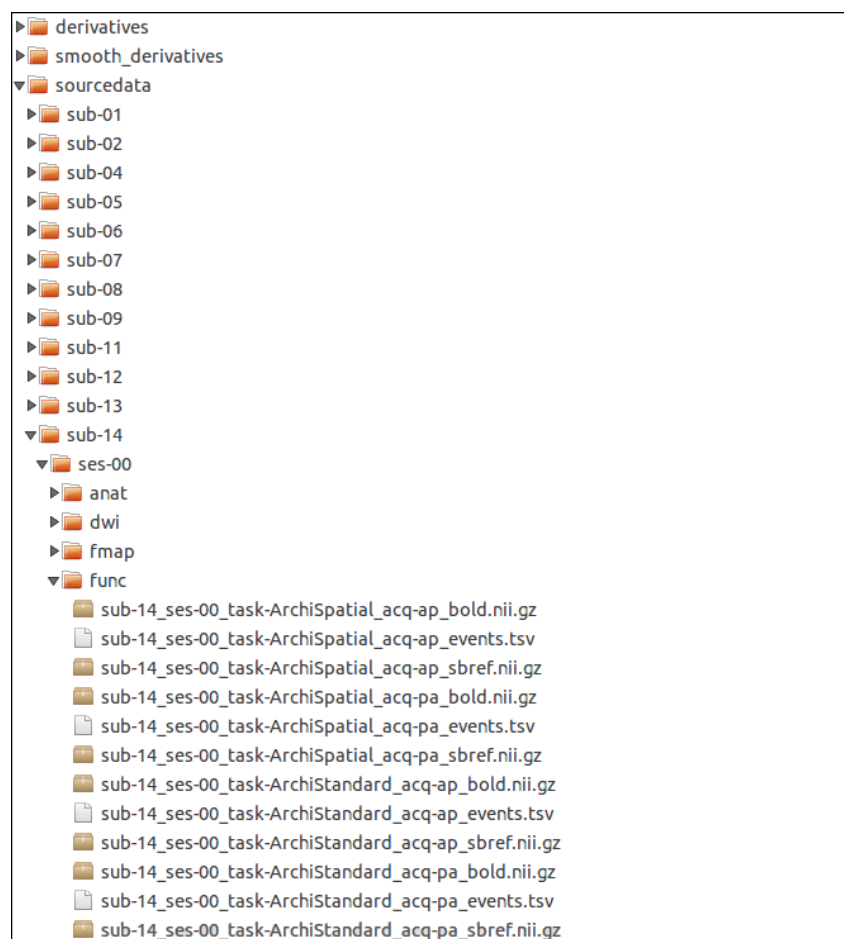 derivatives
smooth_derivatives
sourcedata
sub-01
sub-02
sub-04
sub-05
sub-06
sub-07
sub-08
sub-09
sub-11
sub-12
sub-13
sub-14
ses-00
anat
dwi
fmap
func
sub-14_ses-00_task-ArchiSpatial_acq-ap_bold.nii.gz
sub-14_ses-00_task-ArchiSpatial_acq-ap_events.tsv
sub-14_ses-00_task-ArchiSpatial_acq-ap_sbref.nii.gz
sub-14_ses-00_task-ArchiSpatial_acq-pa_bold.nii.gz
sub-14_ses-00_task-ArchiSpatial_acq-pa_events.tsv
sub-14_ses-00_task-ArchiSpatial_acq-pa_sbref.nii.gz
sub-14_ses-00_task-ArchiStandard_acq-ap_bold.nii.gz
sub-14_ses-00_task-ArchiStandard_acq-ap_events.tsv
sub-14_ses-00_task-ArchiStandard_acq-ap_sbref.nii.gz
sub-14_ses-00_task-ArchiStandard_acq-pa_bold.nii.gz
sub-14_ses-00_task-ArchiStandard_acq-pa_events.tsv
sub-14_ses-00_task-ArchiStandard_acq-pa_sbref.nii.gz